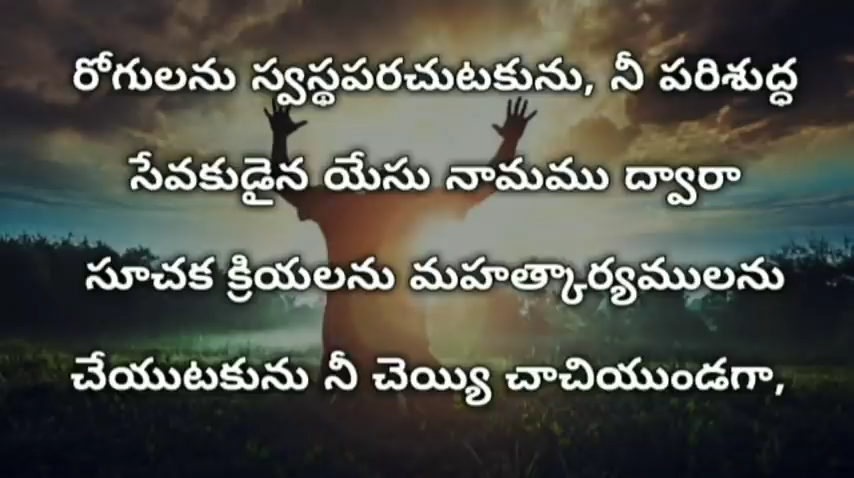 రోగులను స్వస్థపరచుటకును, నీ పరిశుద్ధ
సేవకుడైన యేసు నామము ద్వారా
సూచక క్రియలను మహత్కార్యములను
చేయుటకును నీ చెయ్యి చాచియుండగా,